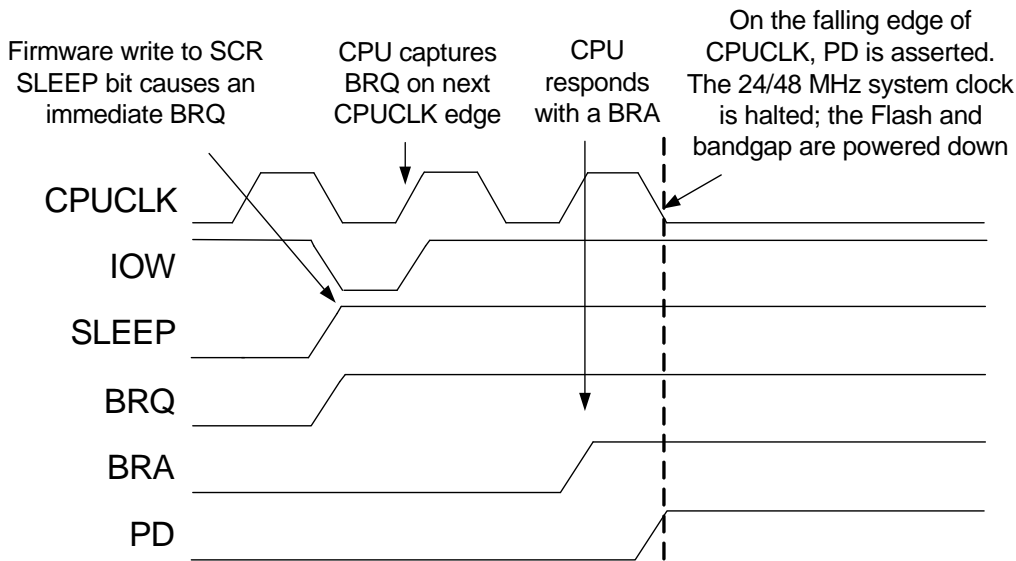 Firmware write to SCR
SLEEP bit causes an
immediate BRQ
CPU captures
BRQ on next
CPUCLK edge
CPU
responds
with a BRA
On the falling edge of
CPUCLK, PD is asserted.
The 24/48 MHz system clock
is halted; the Flash and
bandgap are powered down
CPUCLK
IOW
SLEEP
BRQ
BRA
PD